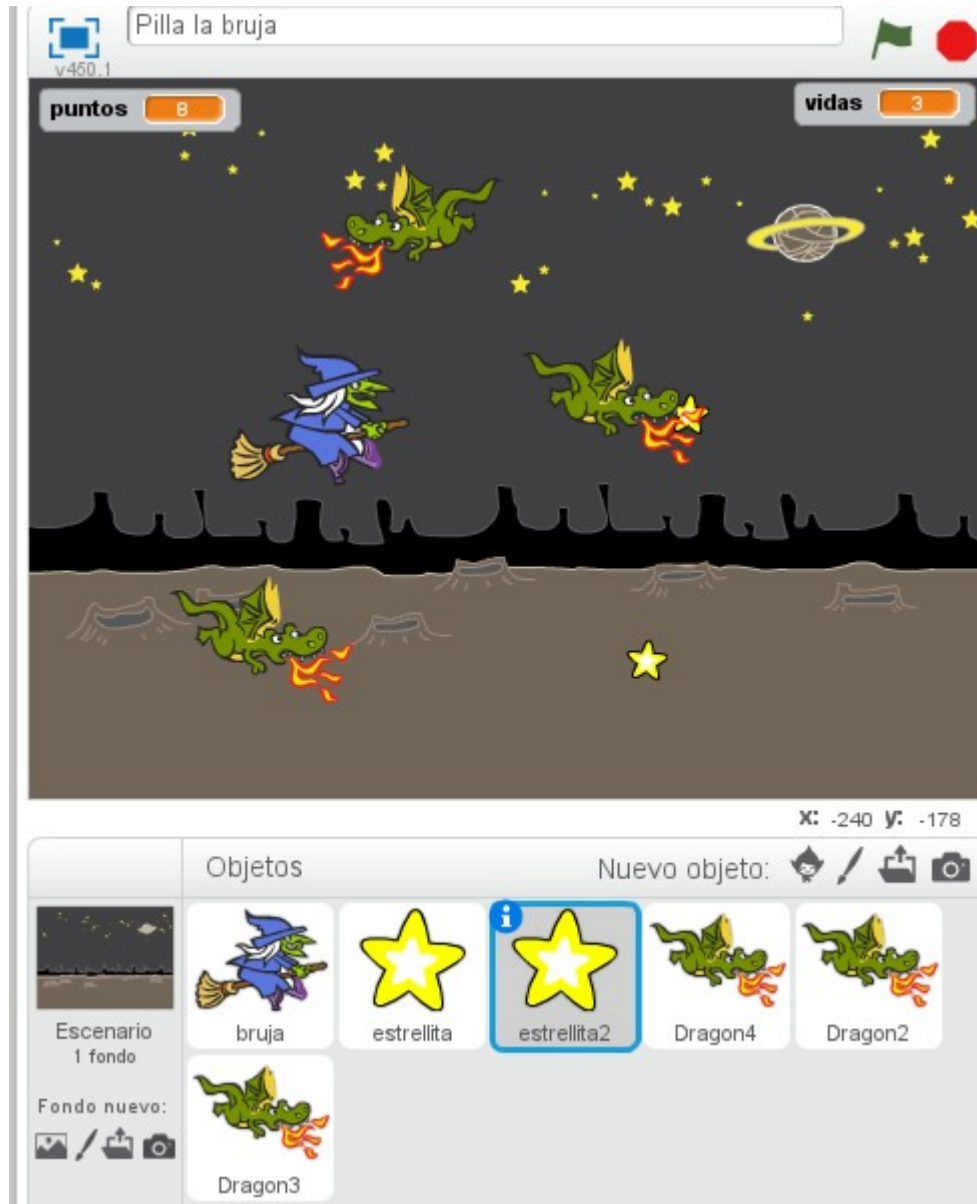 Pilla la bruja
v450.1
puntos 8
vidas 3
x: -240 y: -178
Objetos
Nuevo objeto:
Escenario
1 fondo
Fondo nuevo:
bruja
estrellita
estrellita2
Dragon4
Dragon2
Dragon3